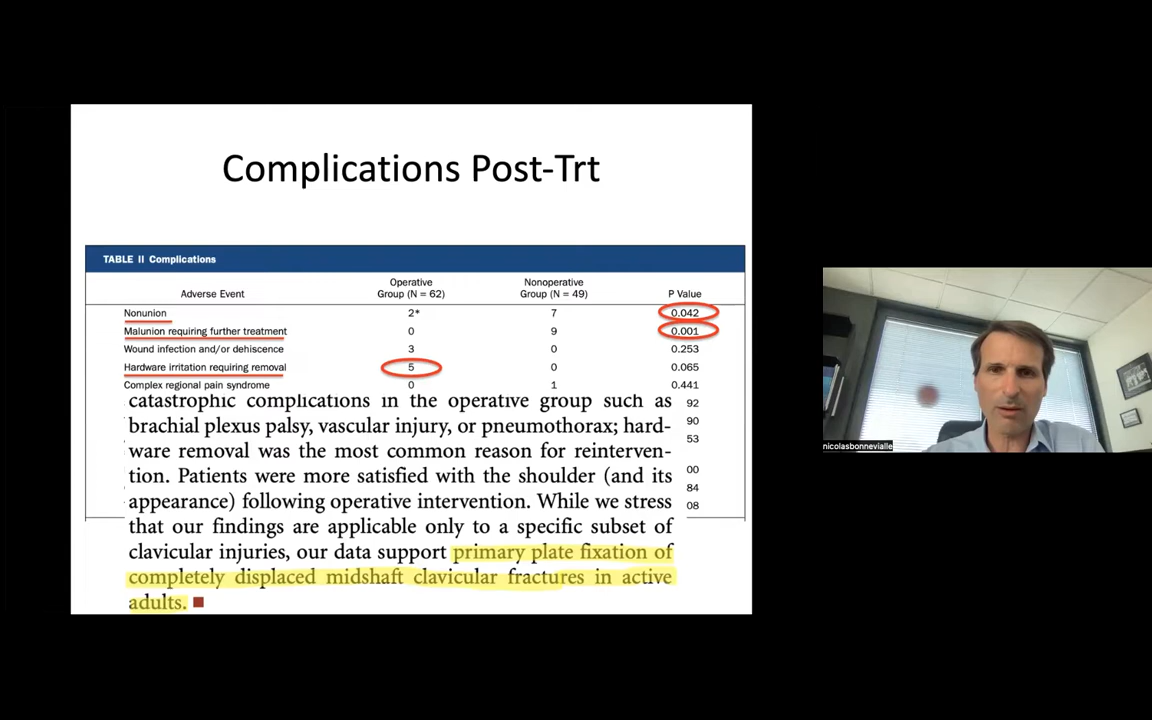 Complications Post-Trt
TABLE II Complications
Adverse Event Operative Group (N = 62) Nonoperative Group (N = 49) P Value
Nonunion 2* 7 0.042
Malunion requiring further treatment 0 9 0.001
Wound infection and/or dehiscence 3 0 0.253
Hardware irritation requiring removal 5 0 0.065
Complex regional pain syndrome 0 1 0.441
catastrophic complications in the operative group such as 92
brachial plexus palsy, vascular injury, or pneumothorax; hard- 90
ware removal was the most common reason for reinterven- 53
tion. Patients were more satisfied with the shoulder (and its 00
appearance) following operative intervention. While we stress 84
that our findings are applicable only to a specific subset of 08
clavicular injuries, our data support primary plate fixation of
completely displaced midshaft clavicular fractures in active
adults.
nicolasbonnevialle